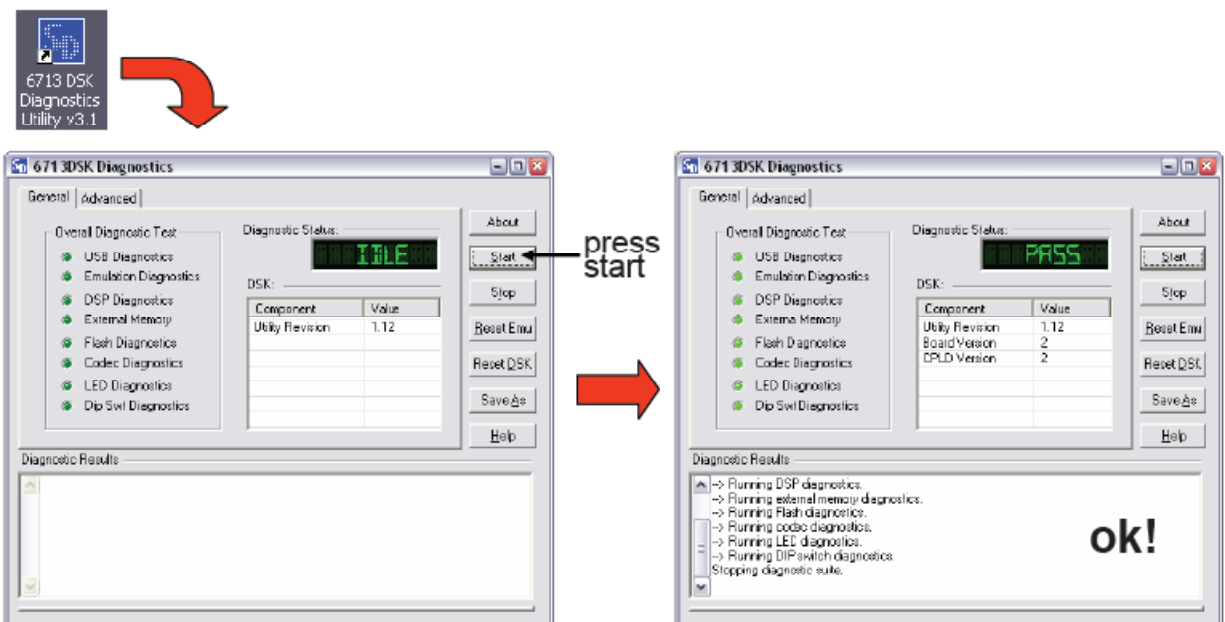 6713 DSK
Diagnostics
Utility v3.1
6713DSK Diagnostics
General Advanced
Overall Diagnostic Test
USB Diagnostics
Emulation Diagnostics
DSP Diagnostics
External Memory
Flash Diagnostics
Codec Diagnostics
LED Diagnostics
Dip Swt Diagnostics
Diagnostic Status:
IDLE
DSK:
Component Value
Utility Revision 1.12
About
Start
Stop
Reset Emu
Reset DSK
Save As
Help
Diagnostic Results
press
start
6713DSK Diagnostics
General Advanced
Overall Diagnostic Test
USB Diagnostics
Emulation Diagnostics
DSP Diagnostics
External Memory
Flash Diagnostics
Codec Diagnostics
LED Diagnostics
Dip Swt Diagnostics
Diagnostic Status:
PASS
DSK:
Component Value
Utility Revision 1.12
Board Version 2
CPLD Version 2
About
Start
Stop
Reset Emu
Reset DSK
Save As
Help
Diagnostic Results
--> Running DSP diagnostics.
--> Running external memory diagnostics.
--> Running Flash diagnostics.
--> Running codec diagnostics.
--> Running LED diagnostics.
--> Running DIP switch diagnostics.
Stopping diagnostic suite.
ok!